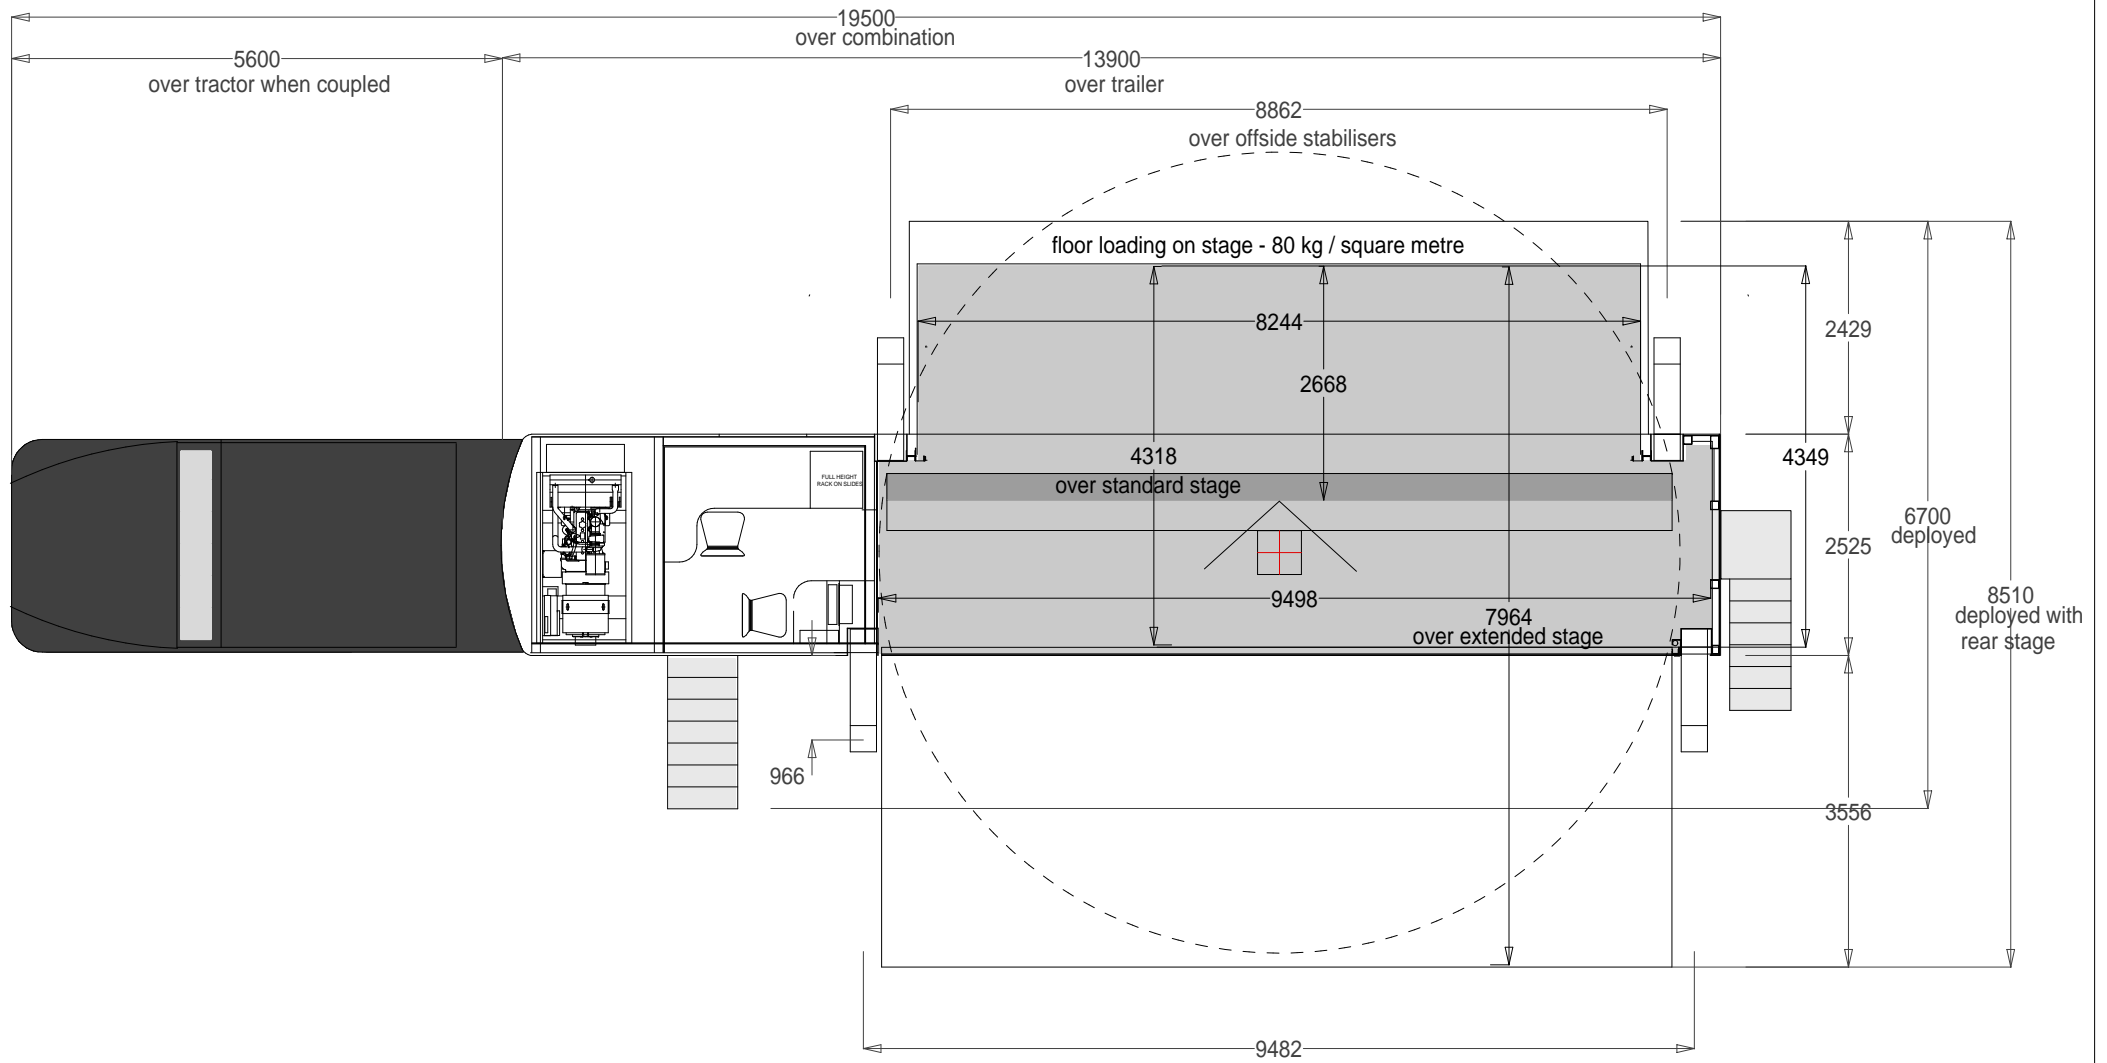 19500
over combination
5600
over tractor when coupled
13900
over trailer
8862
over offside stabilisers
floor loading on stage - 80 kg / square metre
8244
2429
2668
4318
over standard stage
4349
FULL HEIGHT
RACK ON SLIDES
6700
deployed
2525
9498
7964
over extended stage
8510
deployed with
rear stage
966
3556
9482